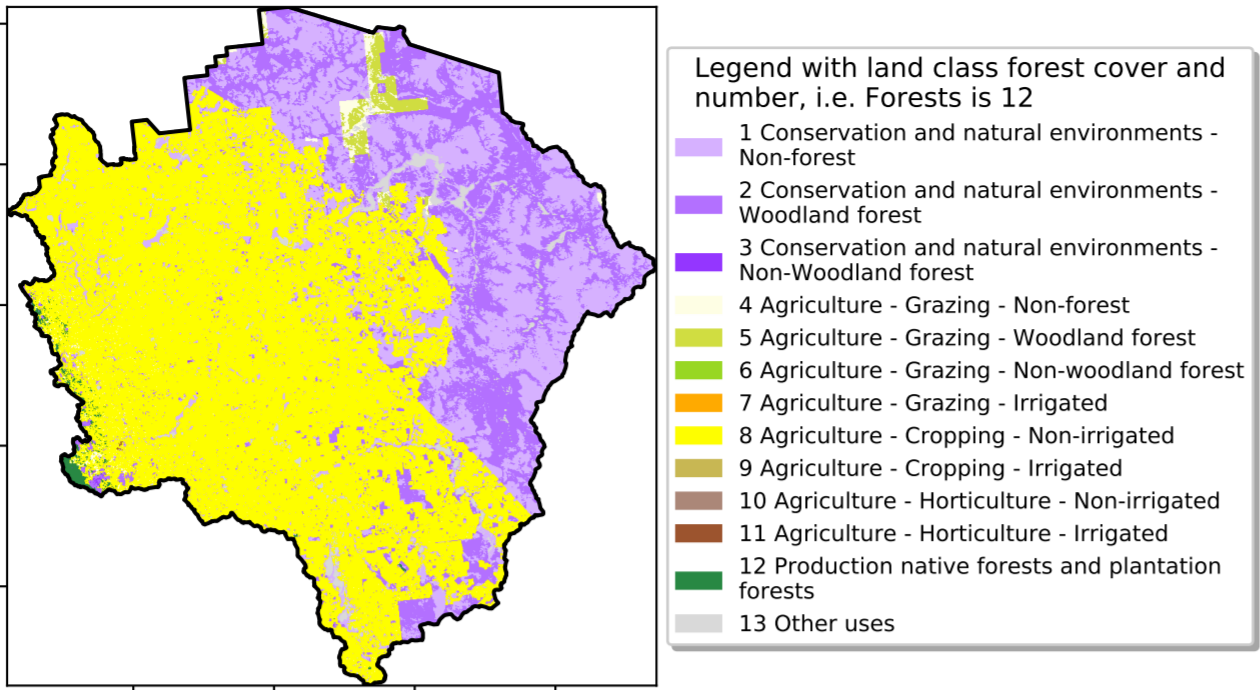 Legend with land class forest cover and
number, i.e. Forests is 12
1 Conservation and natural environments -
Non-forest
2 Conservation and natural environments -
Woodland forest
3 Conservation and natural environments -
Non-Woodland forest
4 Agriculture - Grazing - Non-forest
5 Agriculture - Grazing - Woodland forest
6 Agriculture - Grazing - Non-woodland forest
7 Agriculture - Grazing - Irrigated
8 Agriculture - Cropping - Non-irrigated
9 Agriculture - Cropping - Irrigated
10 Agriculture - Horticulture - Non-irrigated
11 Agriculture - Horticulture - Irrigated
12 Production native forests and plantation
forests
13 Other uses